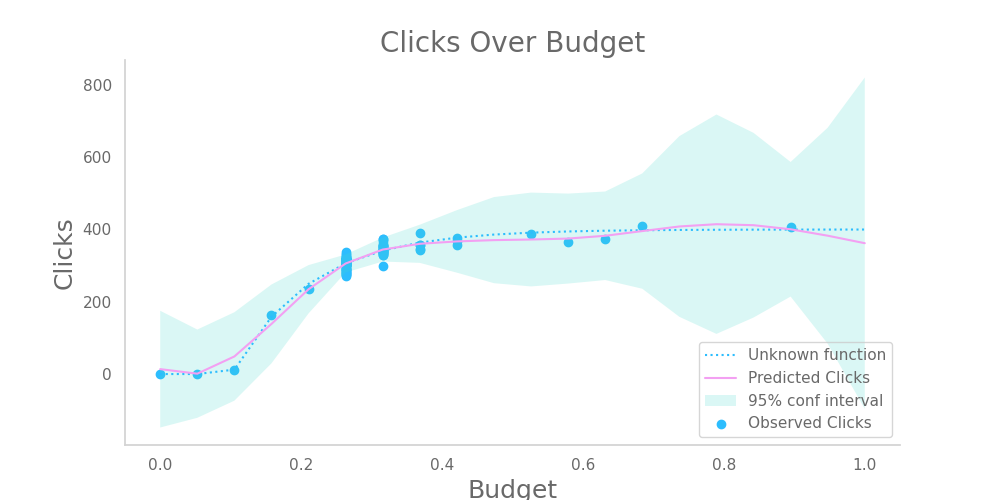 Clicks Over Budget
Clicks
800
600
400
200
0
0.0 0.2 0.4 0.6 0.8 1.0
Budget
Unknown function
Predicted Clicks
95% conf interval
Observed Clicks